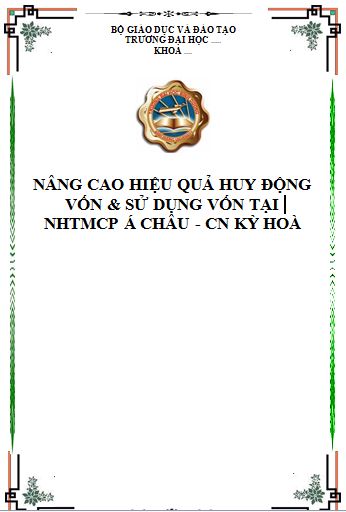 BỘ GIÁO DỤC VÀ ĐÀO TẠO
TRƯỜNG ĐẠI HỌC .....
KHOA ...
NÂNG CAO HIỆU QUẢ HUY ĐỘNG
VỐN & SỬ DỤNG VỐN TẠI
NHTMCP Á CHÂU - CN KỲ HOÀ